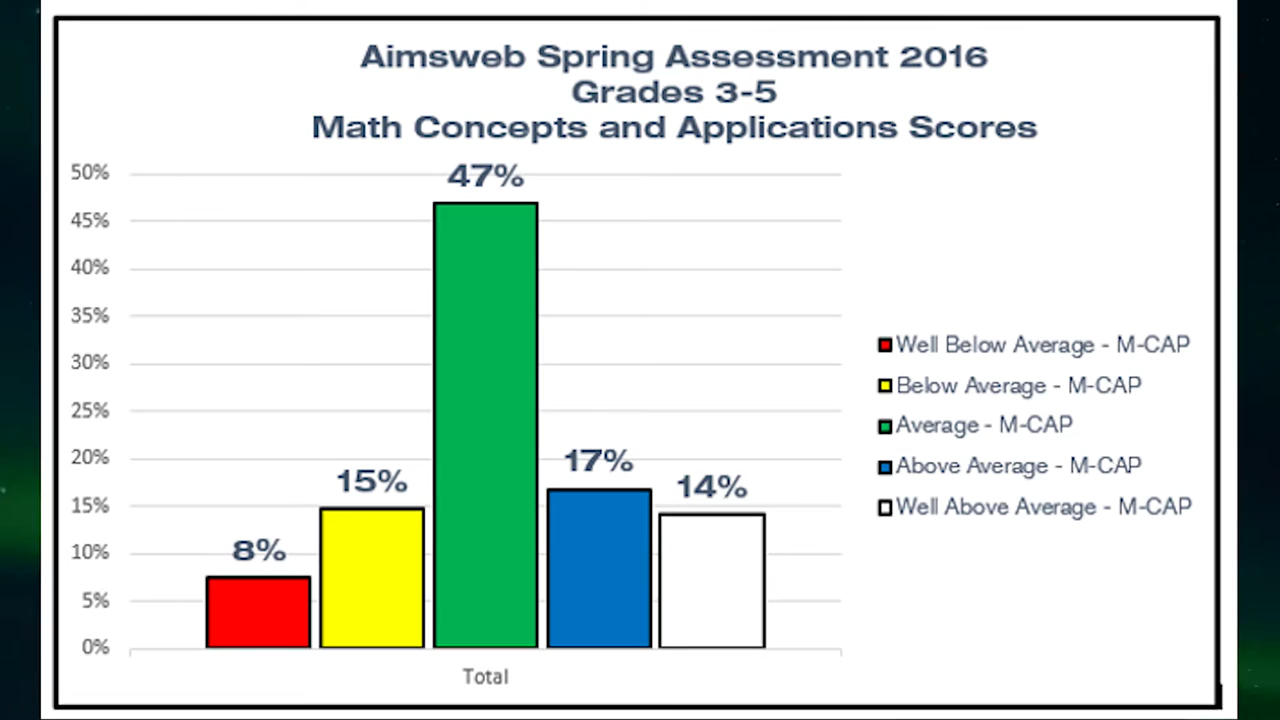 Aimsweb Spring Assessment 2016
Grades 3-5
Math Concepts and Applications Scores
50%
45%
40%
35%
30%
25%
20%
15%
10%
5%
0%
8%
15%
47%
17%
14%
Total
Well Below Average - M-CAP
Below Average - M-CAP
Average - M-CAP
Above Average - M-CAP
Well Above Average - M-CAP